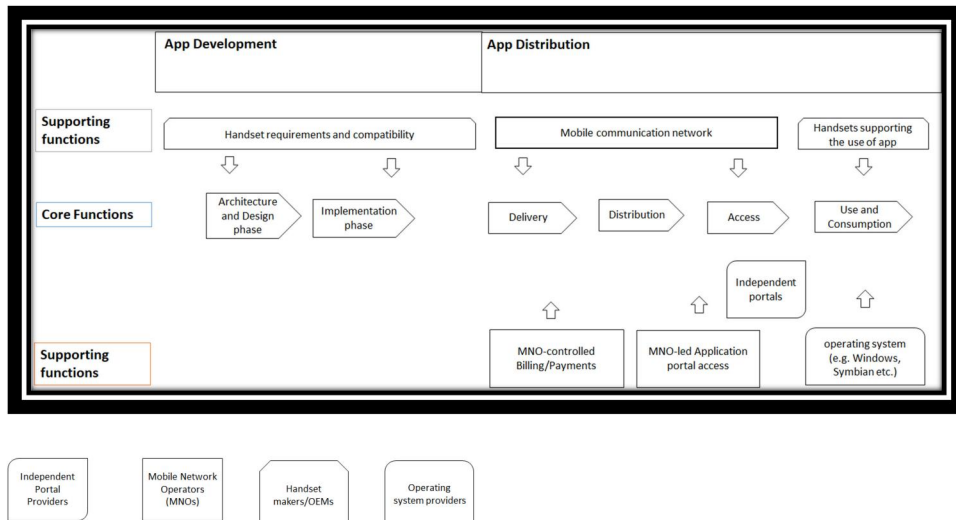 App Development
App Distribution
Supporting
functions
Handset requirements and compatibility
Mobile communication network
Handsets supporting
the use of app
Core Functions
Architecture
and Design
phase
Implementation
phase
Delivery
Distribution
Access
Use and
Consumption
Independent
portals
Supporting
functions
MNO-controlled
Billing/Payments
MNO-led Application
portal access
operating system
(e.g. Windows,
Symbian etc.)
Independent
Portal
Providers
Mobile Network
Operators
(MNOs)
Handset
makers/OEMs
Operating
system providers